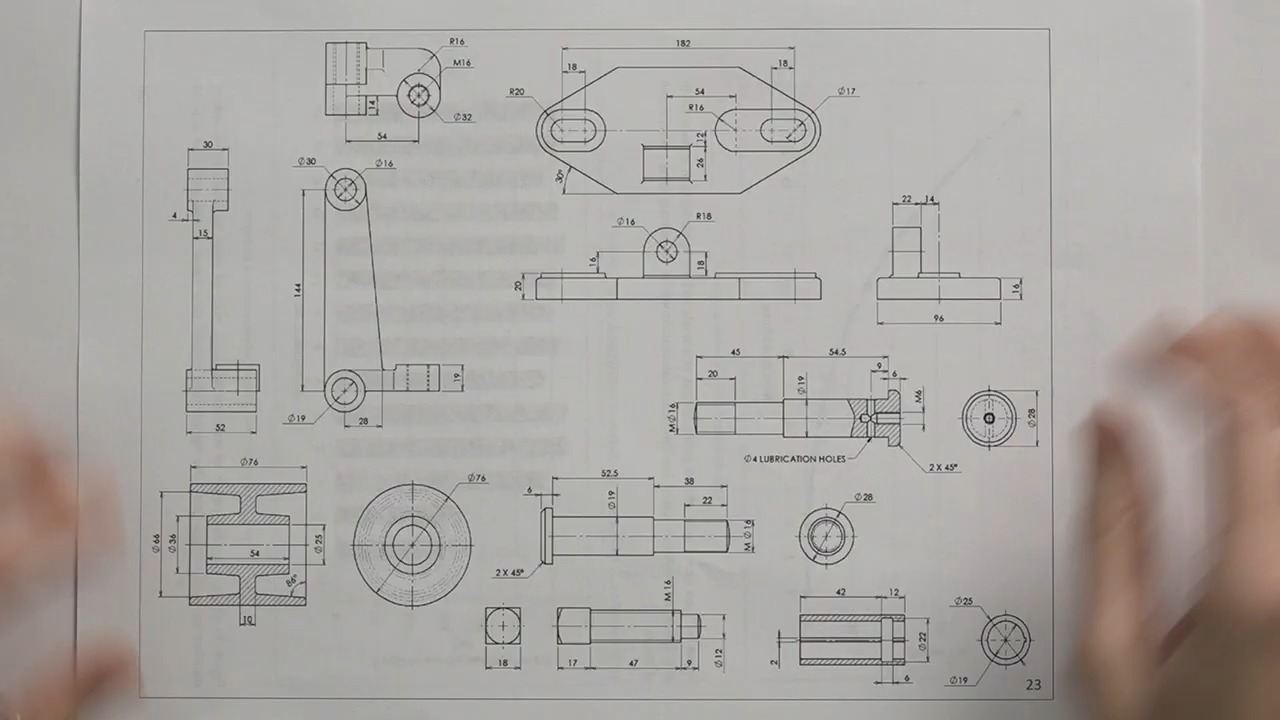 R16
M16
14
Ø32
54
182
18
18
R20
54
R16
Ø17
12
26
30°
30
4
15
52
Ø30
Ø16
144
Ø19
28
19
Ø16
R18
16
18
20
22
14
16
96
45
54.5
9
20
6
Ø19
MØ16
M6
Ø28
Ø4 LUBRICATION HOLES
2 X 45°
Ø76
Ø66
Ø36
54
Ø25
86°
10
Ø76
52.5
6
38
22
Ø19
M Ø16
2 X 45°
Ø28
18
M 16
17
47
9
Ø12
42
12
Ø22
2
6
Ø25
Ø19
23